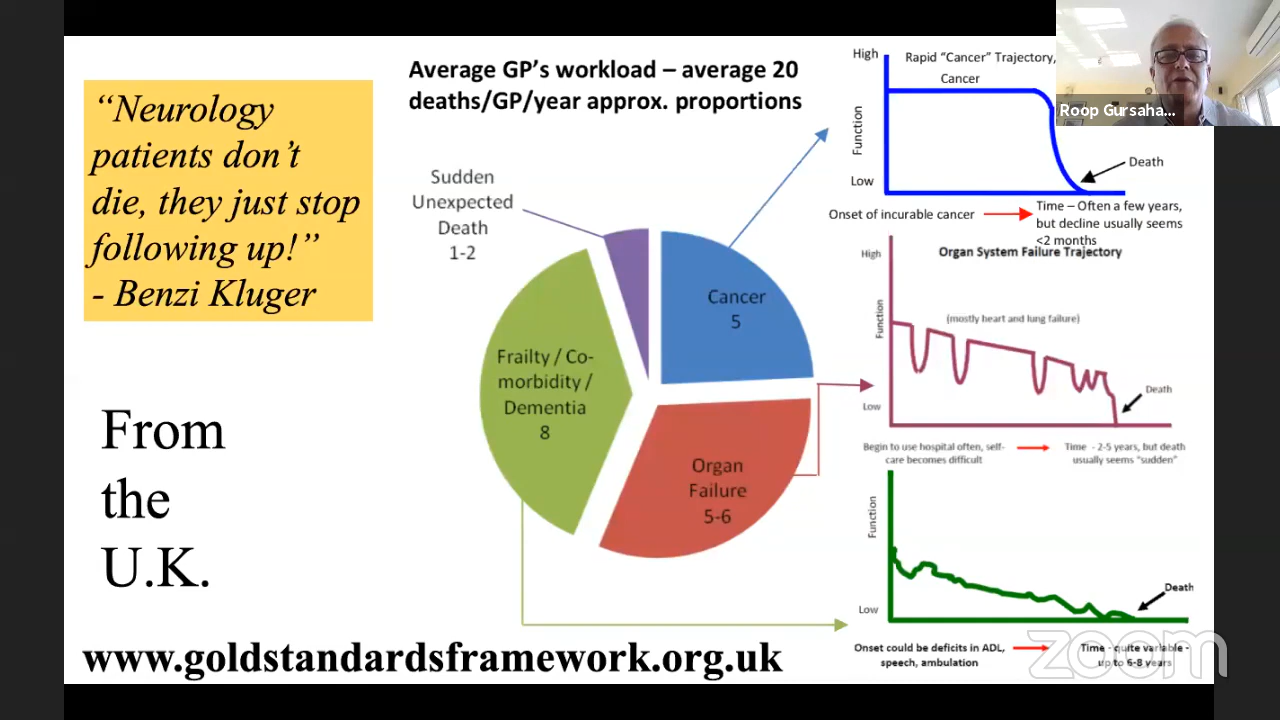 “Neurology
patients don’t
die, they just stop
following up!”
- Benzi Kluger
From
the
U.K.
www.goldstandardsframework.org.uk
Average GP’s workload – average 20
deaths/GP/year approx. proportions
Sudden
Unexpected
Death
1-2
Cancer
5
Frailty / Co-
morbidity /
Dementia
8
Organ
Failure
5-6
High
Rapid “Cancer” Trajectory,
Cancer
Function
Low
Death
Onset of incurable cancer
Time – Often a few years,
but decline usually seems
<2 months
High
Organ System Failure Trajectory
(mostly heart and lung failure)
Function
Low
Death
Begin to use hospital often, self-
care becomes difficult
Time - 2-5 years, but death
usually seems “sudden”
Function
Low
Death
Onset could be deficits in ADL,
speech, ambulation
Time - quite variable -
up to 6-8 years
Roop Gursaha...
zoom